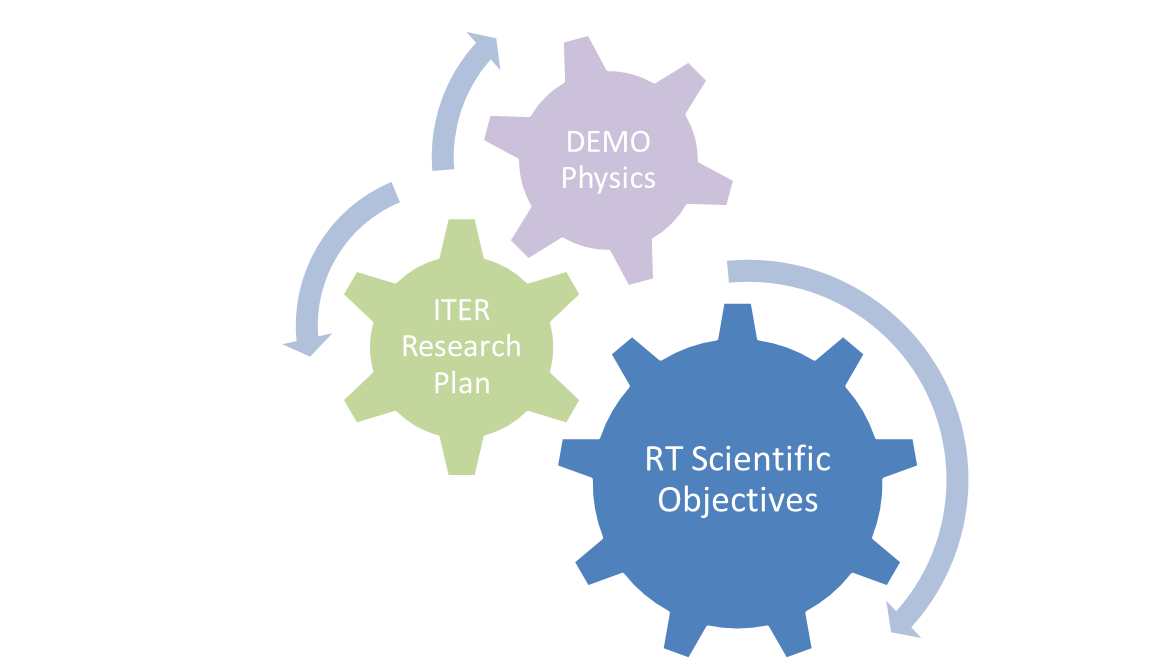 DEMO
Physics
ITER
Research
Plan
RT Scientific
Objectives